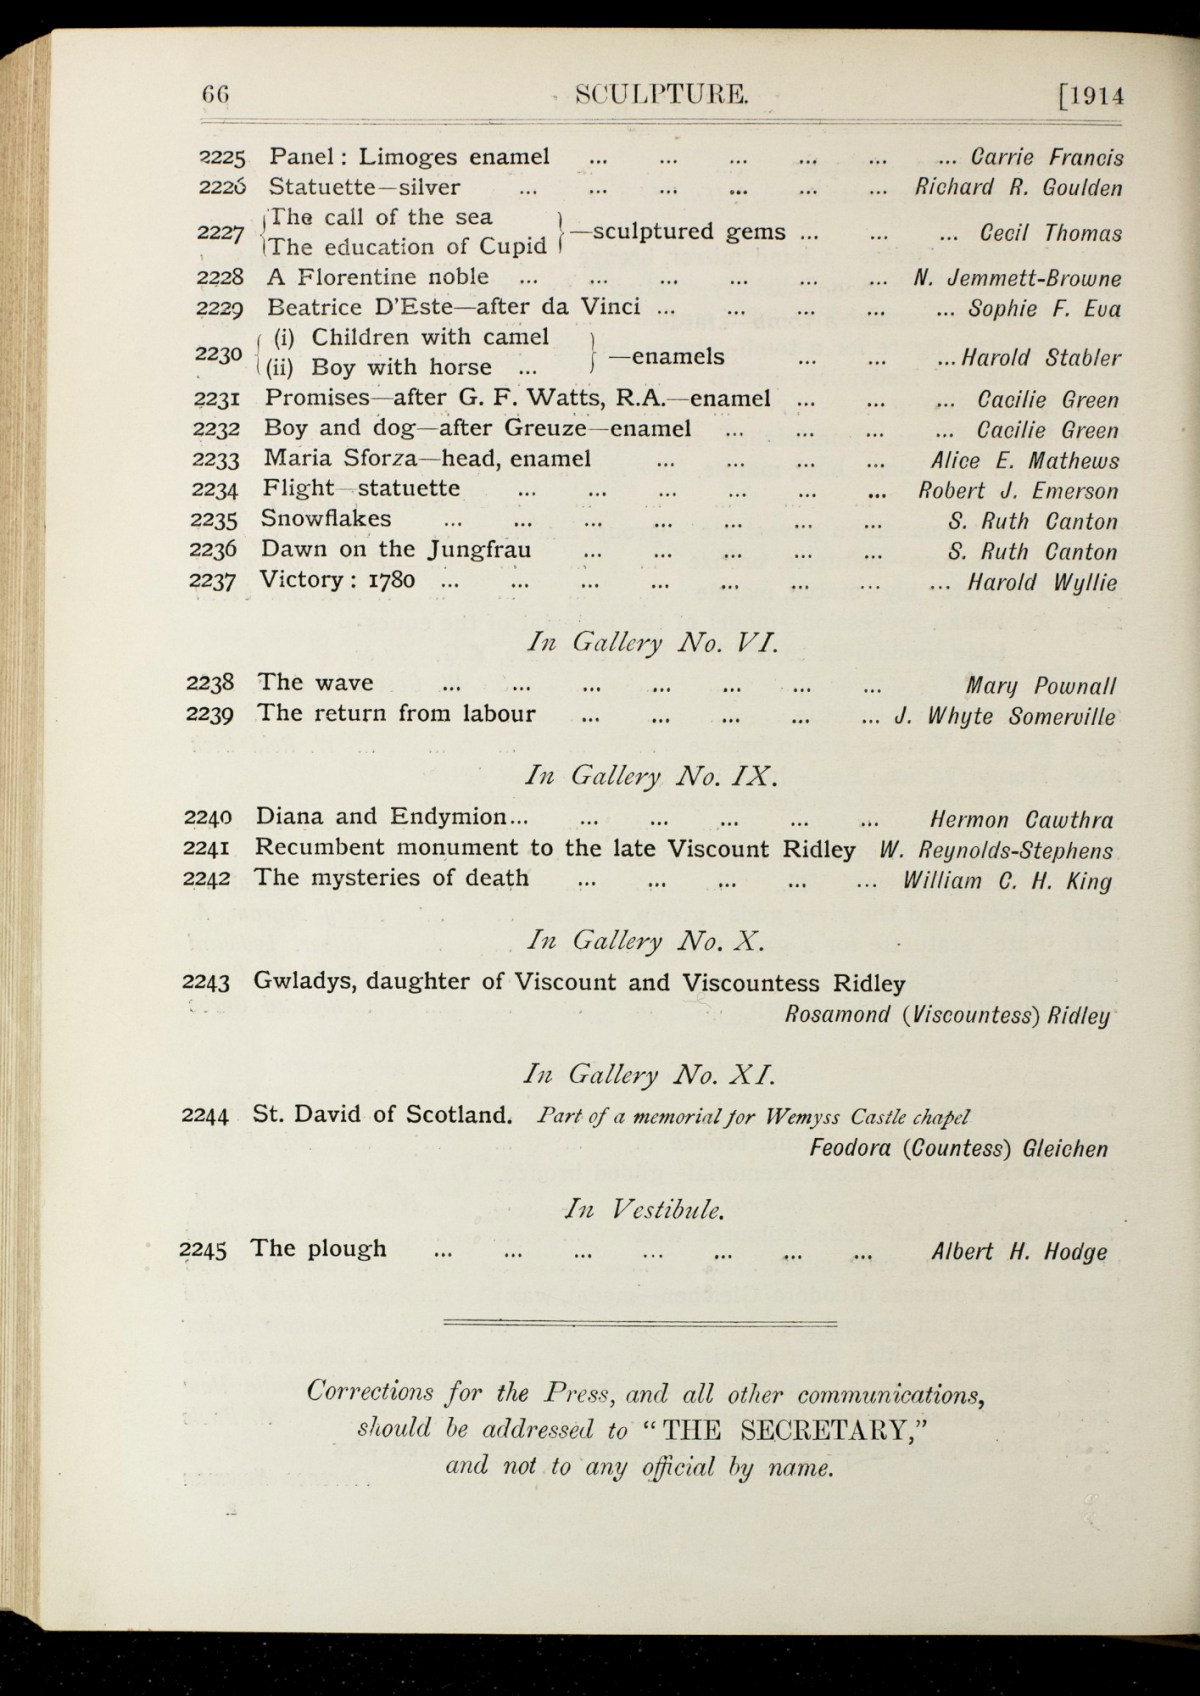 66 SCULPTURE. [1914
2225 Panel : Limoges enamel ... ... ... ... ... ... Carrie Francis
2226 Statuette—silver ... ... ... ... ... ... Richard R. Goulden
2227 {The call of the sea
{The education of Cupid }—sculptured gems ... ... ... Cecil Thomas
2228 A Florentine noble ... ... ... ... ... ... N. Jemmett-Browne
2229 Beatrice D'Este—after da Vinci ... ... ... ... ... Sophie F. Eva
2230 { (i) Children with camel
{ (ii) Boy with horse ... } —enamels ... ... ... Harold Stabler
2231 Promises—after G. F. Watts, R.A.—enamel ... ... ... Cacilie Green
2232 Boy and dog—after Greuze—enamel ... ... ... ... Cacilie Green
2233 Maria Sforza—head, enamel ... ... ... ... Alice E. Mathews
2234 Flight—statuette ... ... ... ... ... ... Robert J. Emerson
2235 Snowflakes ... ... ... ... ... ... ... S. Ruth Canton
2236 Dawn on the Jungfrau ... ... ... ... ... S. Ruth Canton
2237 Victory : 1780 ... ... ... ... ... ... ... ... Harold Wyllie
In Gallery No. VI.
2238 The wave ... ... ... ... ... ... ... Mary Pownall
2239 The return from labour ... ... ... ... ... J. Whyte Somerville
In Gallery No. IX.
2240 Diana and Endymion... ... ... ... ... ... Hermon Cawthra
2241 Recumbent monument to the late Viscount Ridley W. Reynolds-Stephens
2242 The mysteries of death ... ... ... ... ... William C. H. King
In Gallery No. X.
2243 Gwladys, daughter of Viscount and Viscountess Ridley
Rosamond (Viscountess) Ridley
In Gallery No. XI.
2244 St. David of Scotland. Part of a memorial for Wemyss Castle chapel
Feodora (Countess) Gleichen
In Vestibule.
2245 The plough ... ... ... ... ... ... ... Albert H. Hodge
Corrections for the Press, and all other communications,
should be addressed to "THE SECRETARY,"
and not to any official by name.